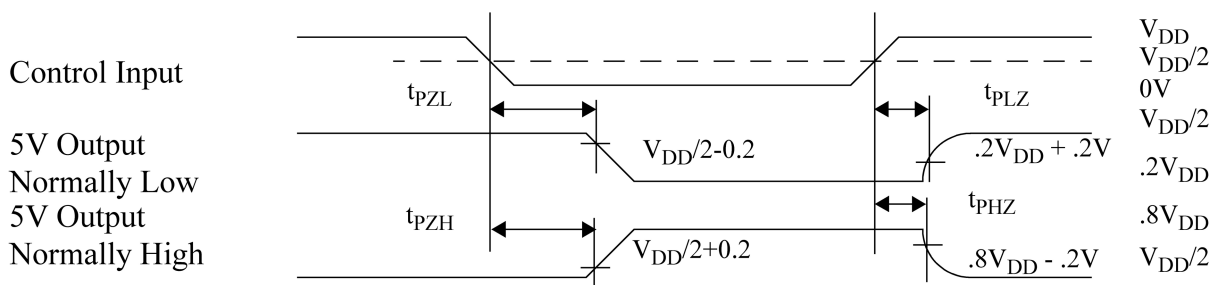 V_DD
Control Input
V_DD/2
t_PZL
t_PLZ
0V
5V Output
Normally Low
V_DD/2-0.2
.2V_DD + .2V
V_DD/2
.2V_DD
5V Output
Normally High
t_PZH
t_PHZ
.8V_DD
V_DD/2+0.2
.8V_DD - .2V
V_DD/2